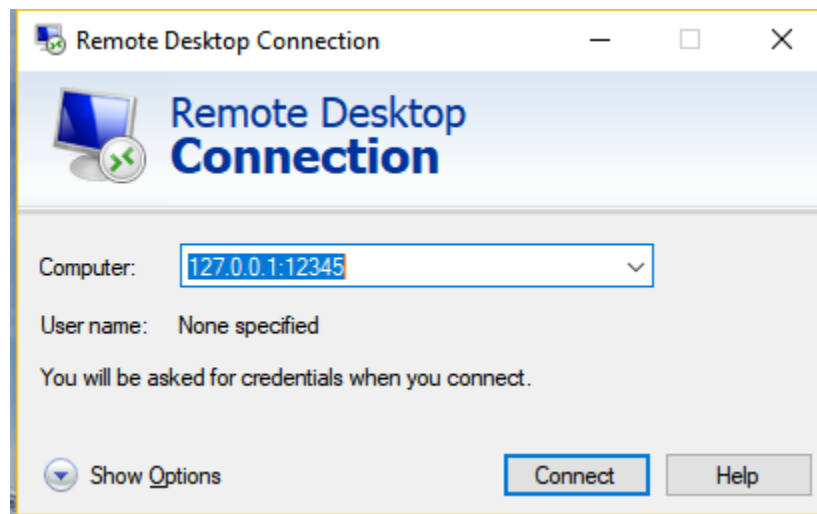 Remote Desktop Connection
Remote Desktop
Connection
Computer: 127.0.0.1:12345
User name: None specified
You will be asked for credentials when you connect.
Show Options Connect Help